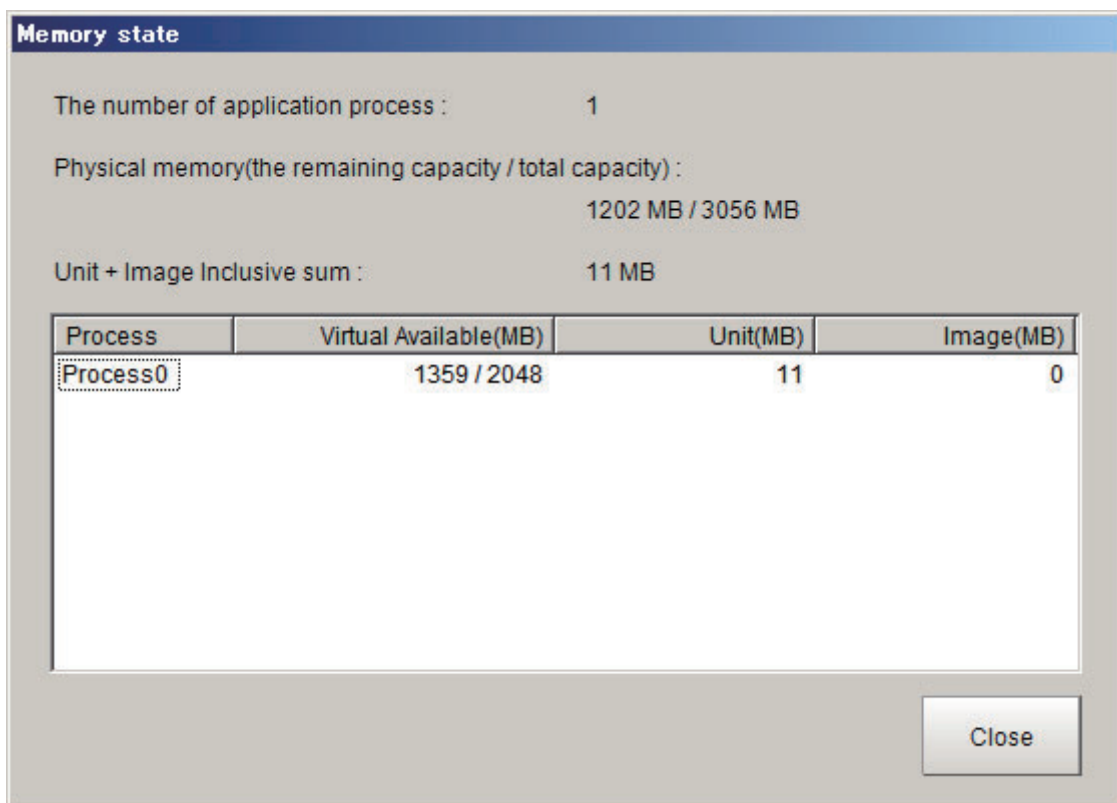 Memory state
The number of application process : 1
Physical memory(the remaining capacity / total capacity) :
1202 MB / 3056 MB
Unit + Image Inclusive sum : 11 MB
Process Virtual Available(MB) Unit(MB) Image(MB)
Process0 1359 / 2048 11 0
Close